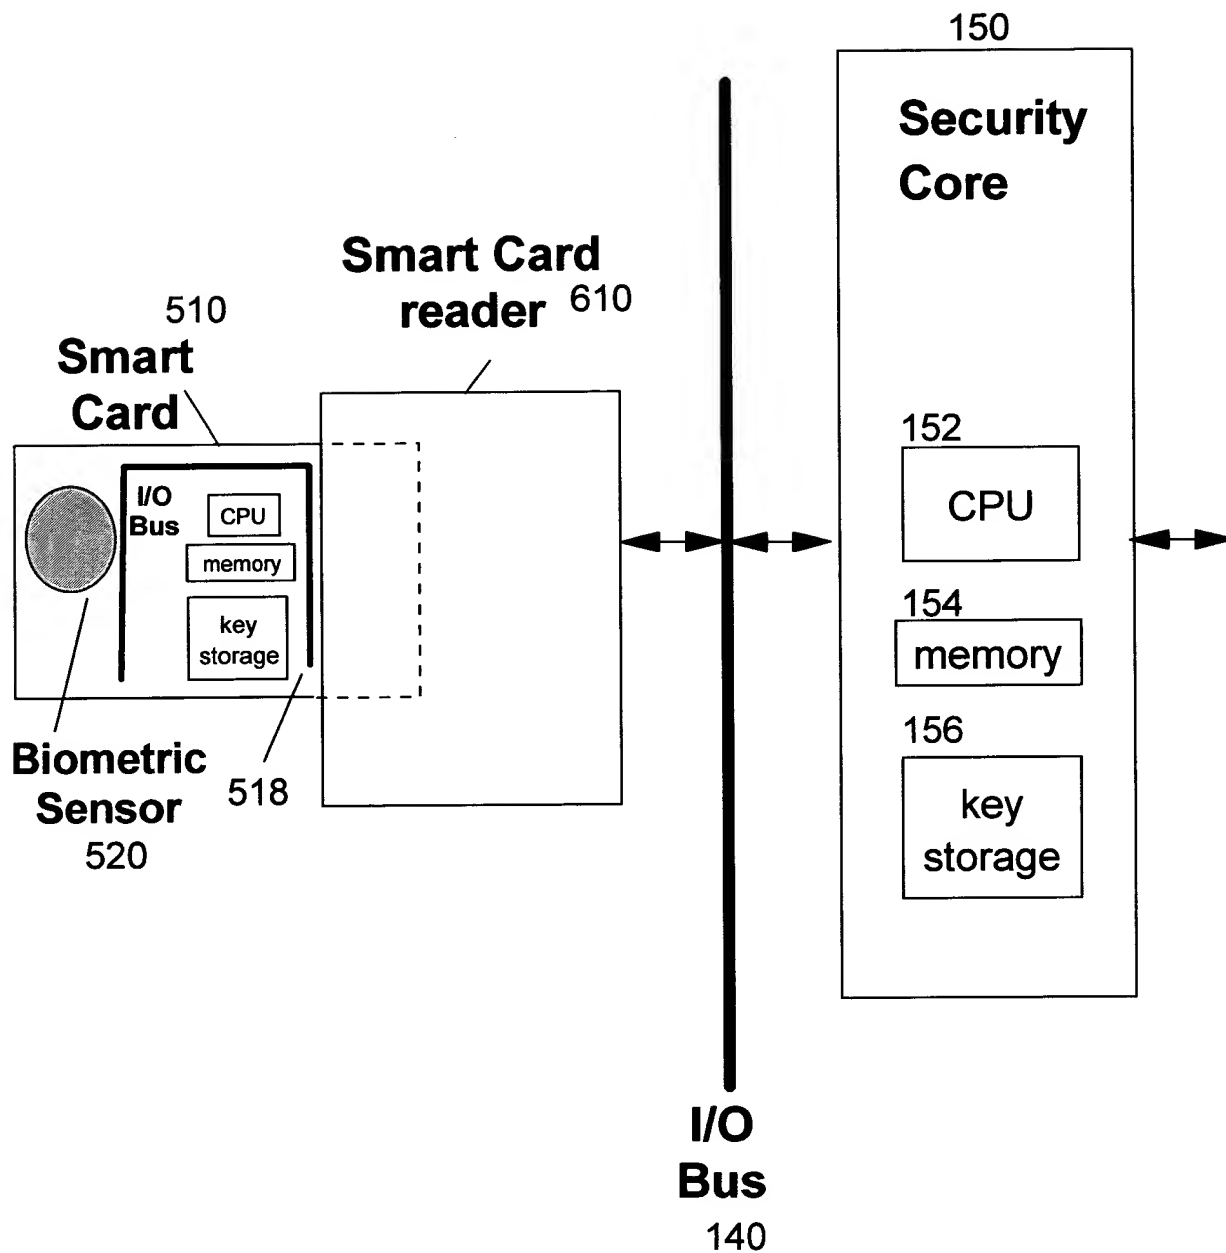 150
Security
Core
Smart Card
reader 610
510
Smart
Card
I/O
Bus
CPU
memory
key
storage
152
CPU
154
memory
156
key
storage
Biometric
Sensor
520
518
I/O
Bus
140